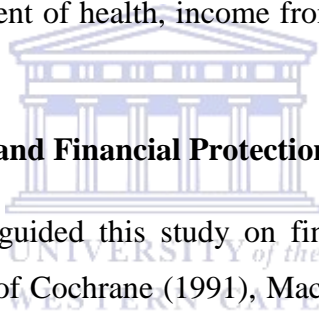 ent of health, income fron
and Financial Protection
guided this study on fin
UNIVERSITY of the
of Cochrane (1991), Mac
WESTERN CAPE